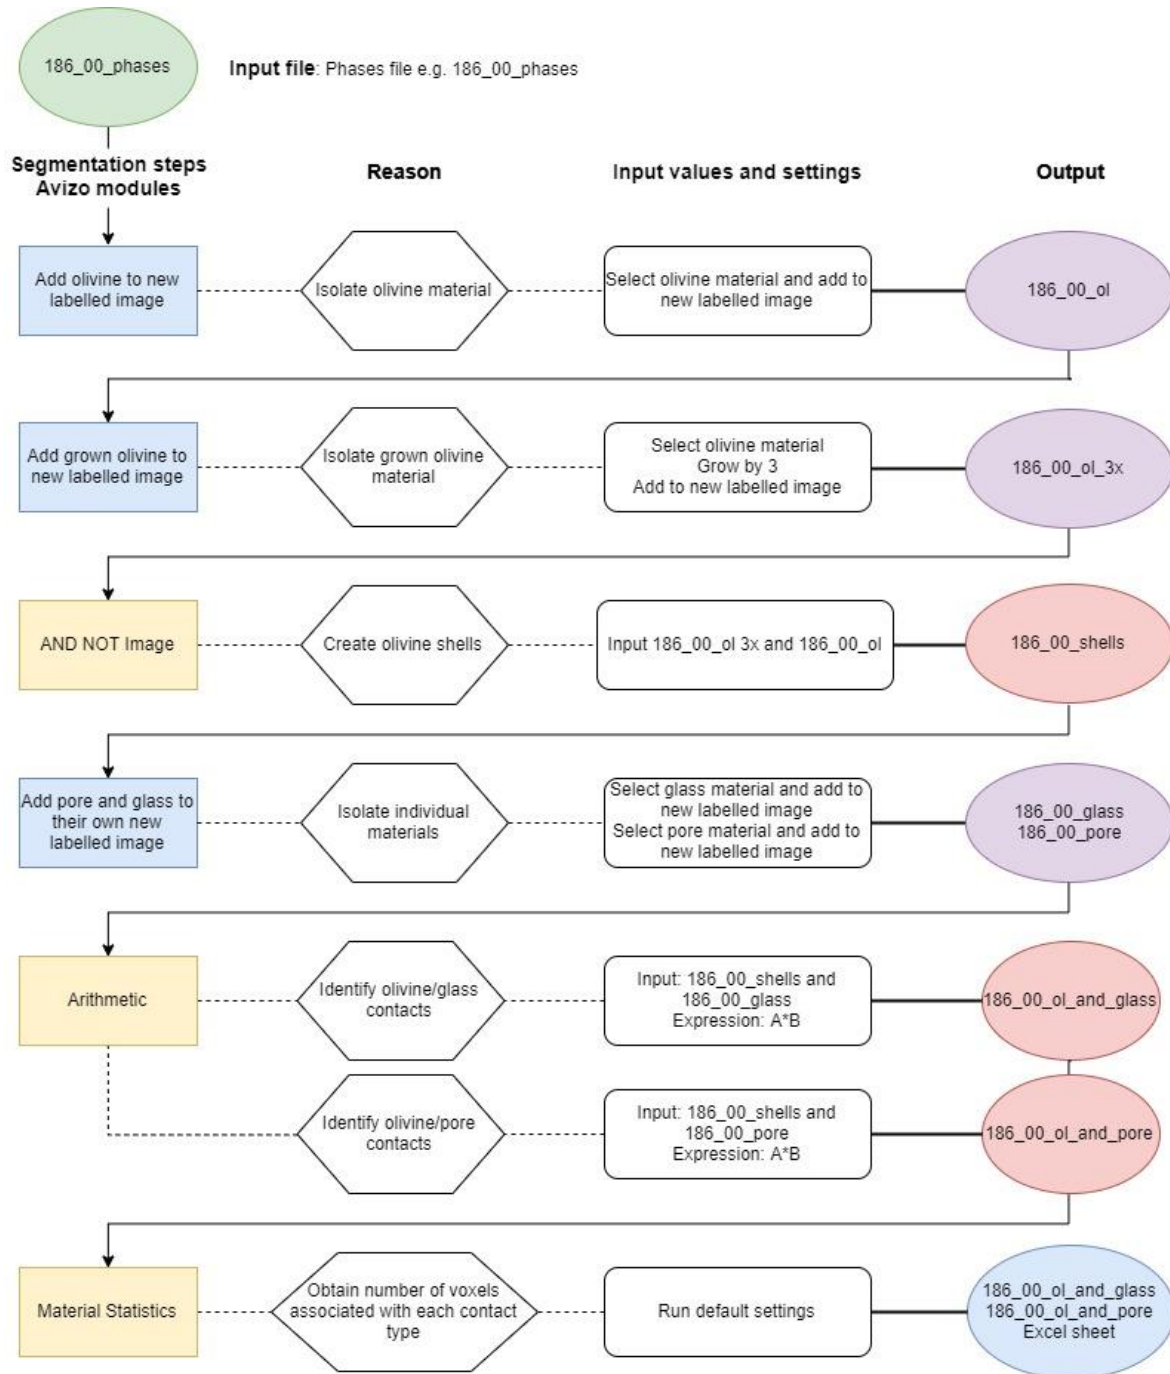 186_00_phases
Input file: Phases file e.g. 186_00_phases
Segmentation steps
Avizo modules
Reason
Input values and settings
Output
Add olivine to new
labelled image
Isolate olivine material
Select olivine material and add to
new labelled image
186_00_ol
Add grown olivine to
new labelled image
Isolate grown olivine
material
Select olivine material
Grow by 3
Add to new labelled image
186_00_ol_3x
AND NOT Image
Create olivine shells
Input 186_00_ol 3x and 186_00_ol
186_00_shells
Add pore and glass to
their own new
labelled image
Isolate individual
materials
Select glass material and add to
new labelled image
Select pore material and add to
new labelled image
186_00_glass
186_00_pore
Arithmetic
Identify olivine/glass
contacts
Input: 186_00_shells and
186_00_glass
Expression: A*B
186_00_ol_and_glass
Identify olivine/pore
contacts
Input: 186_00_shells and
186_00_pore
Expression: A*B
186_00_ol_and_pore
Material Statistics
Obtain number of voxels
associated with each contact
type
Run default settings
186_00_ol_and_glass
186_00_ol_and_pore
Excel sheet